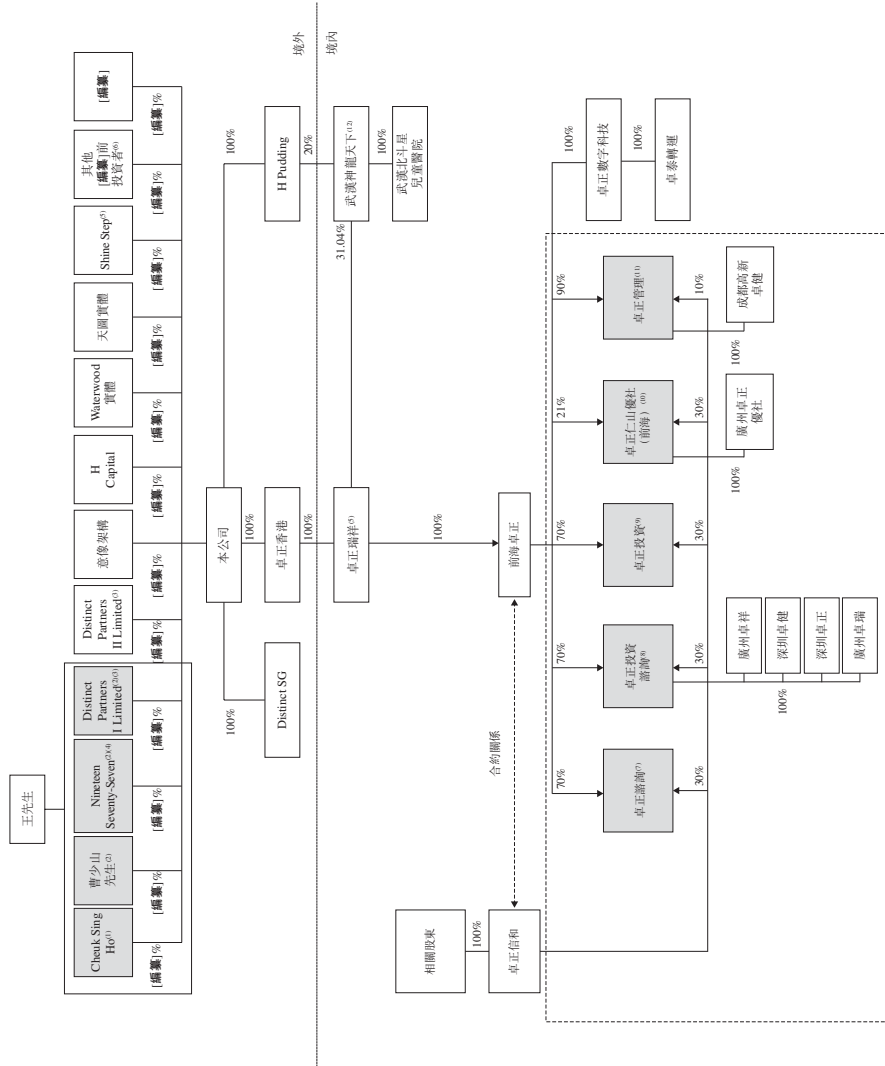 王先生
Cheuk Sing
Ho(1)
曹少山
先生(2)
Nineteen
Seventy-Seven(2)(4)
Distinct
Partners
I Limited(2)(3)
Distinct
Partners
II Limited(3)
意像架構
H
Capital
Waterwood
實體
天圖實體
Shine Step(5)
其他
[編纂]前
投資者(6)
[編纂]
[編纂]%
[編纂]%
[編纂]%
[編纂]%
[編纂]%
[編纂]%
[編纂]%
[編纂]%
[編纂]%
[編纂]%
[編纂]%
[編纂]%
本公司
100%
100%
100%
Distinct SG
卓正香港
H Pudding
境外
境內
100%
20%
卓正瑞祥(5)
31.04%
武漢神龍天下(12)
100%
武漢北斗星
兒童醫院
相關股東
100%
100%
卓正信和
合約關係
前海卓正
100%
卓正數字科技
100%
卓泰轉運
70%
70%
70%
21%
90%
卓正諮詢(7)
卓正投資
諮詢(8)
卓正投資(9)
卓正仁山優社
(前海)(10)
卓正管理(11)
30%
30%
30%
30%
10%
100%
廣州卓祥
深圳卓健
深圳卓正
廣州卓瑞
100%
廣州卓正
優社
100%
成都高新
卓健